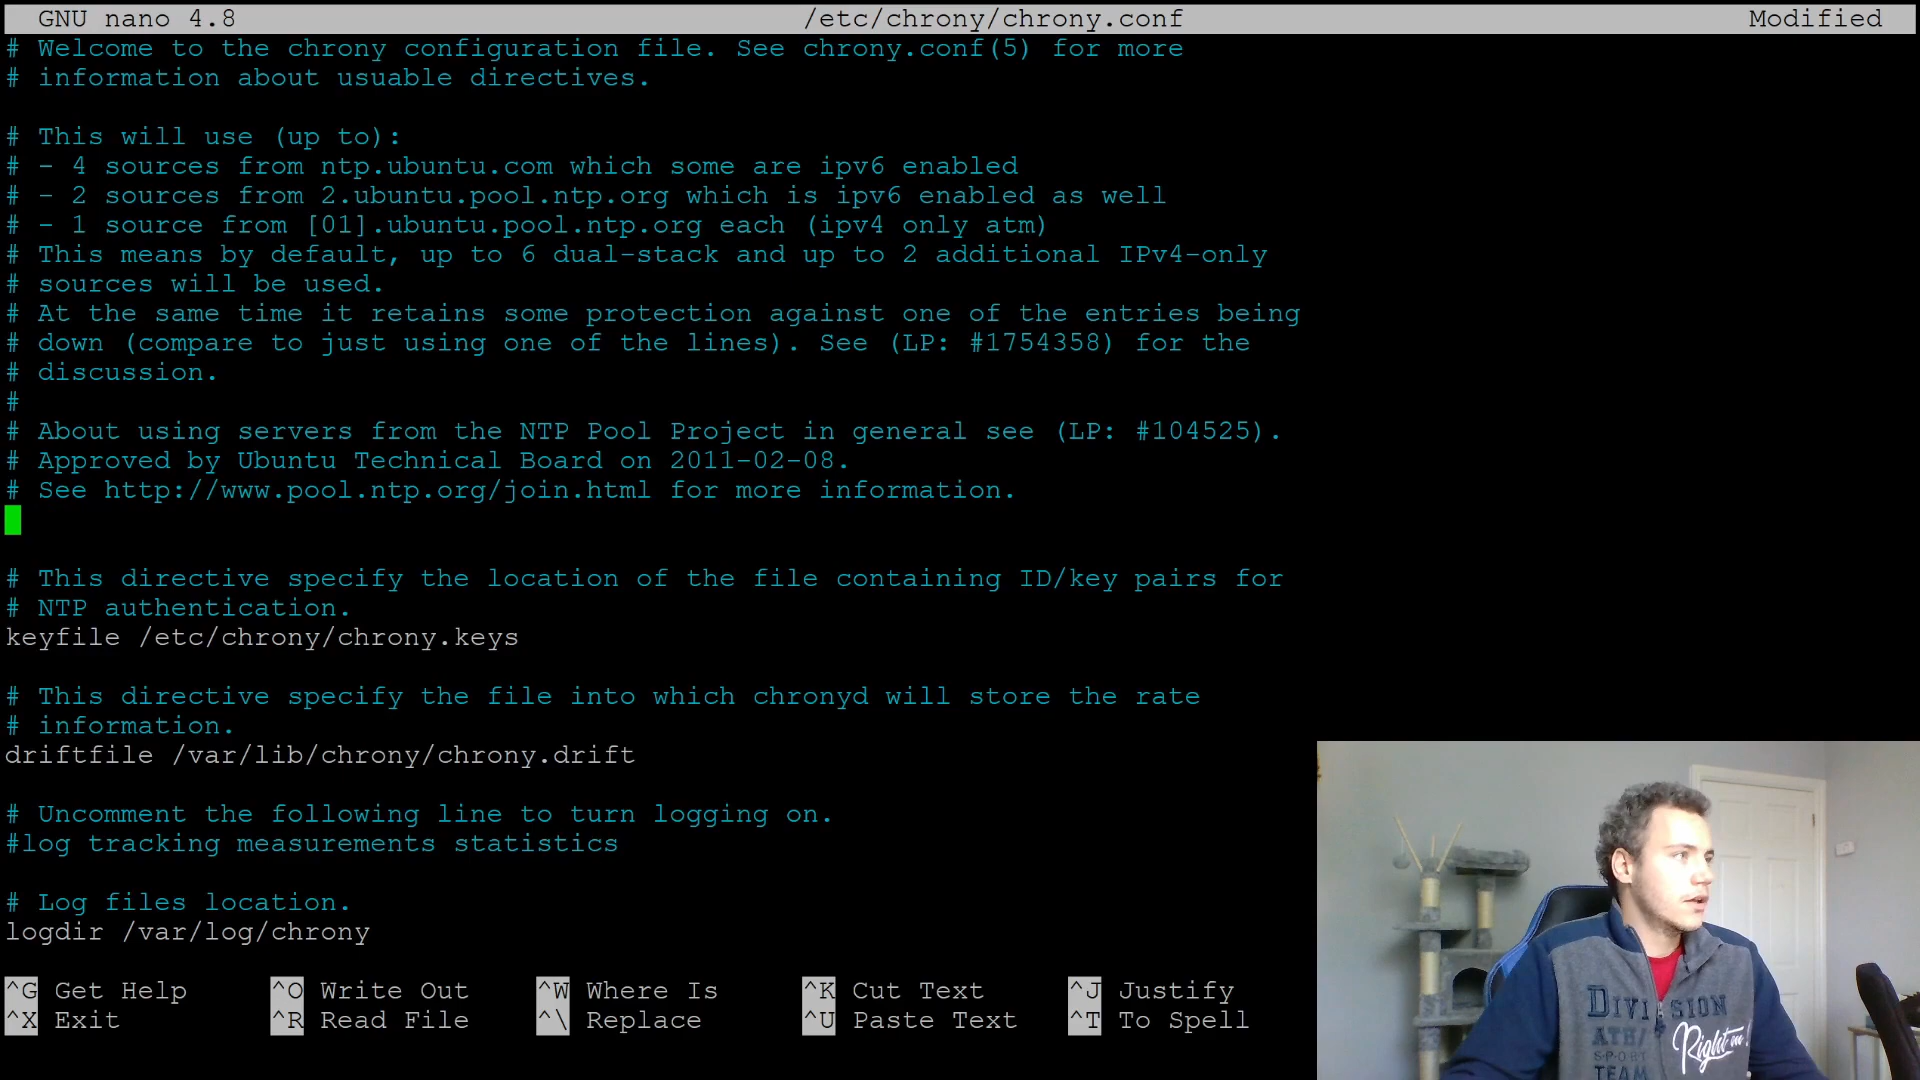 GNU nano 4.8 /etc/chrony/chrony.conf Modified
# Welcome to the chrony configuration file. See chrony.conf(5) for more
# information about usuable directives.
# This will use (up to):
# - 4 sources from ntp.ubuntu.com which some are ipv6 enabled
# - 2 sources from 2.ubuntu.pool.ntp.org which is ipv6 enabled as well
# - 1 source from [01].ubuntu.pool.ntp.org each (ipv4 only atm)
# This means by default, up to 6 dual-stack and up to 2 additional IPv4-only
# sources will be used.
# At the same time it retains some protection against one of the entries being
# down (compare to just using one of the lines). See (LP: #1754358) for the
# discussion.
#
# About using servers from the NTP Pool Project in general see (LP: #104525).
# Approved by Ubuntu Technical Board on 2011-02-08.
# See http://www.pool.ntp.org/join.html for more information.
# This directive specify the location of the file containing ID/key pairs for
# NTP authentication.
keyfile /etc/chrony/chrony.keys
# This directive specify the file into which chronyd will store the rate
# information.
driftfile /var/lib/chrony/chrony.drift
# Uncomment the following line to turn logging on.
#log tracking measurements statistics
# Log files location.
logdir /var/log/chrony
^G Get Help ^O Write Out ^W Where Is ^K Cut Text ^J Justify
^X Exit ^R Read File ^\ Replace ^U Paste Text ^T To Spell
DIVISION
ATH/
SPORT
TEAM
Right on!